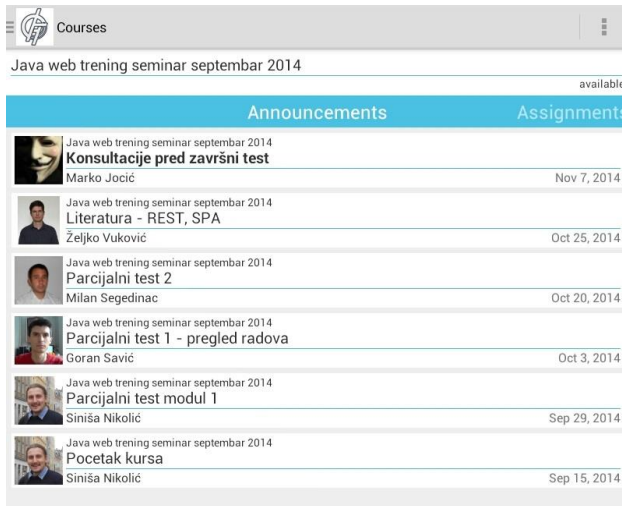 Courses
Java web trening seminar septembar 2014
available
Announcements
Assignments
Java web trening seminar septembar 2014
Konsultacije pred završni test
Marko Jocić
Nov 7, 2014
Java web trening seminar septembar 2014
Literatura - REST, SPA
Željko Vuković
Oct 25, 2014
Java web trening seminar septembar 2014
Parcijalni test 2
Milan Segedinac
Oct 20, 2014
Java web trening seminar septembar 2014
Parcijalni test 1 - pregled radova
Goran Savić
Oct 3, 2014
Java web trening seminar septembar 2014
Parcijalni test modul 1
Siniša Nikolić
Sep 29, 2014
Java web trening seminar septembar 2014
Pocetak kursa
Siniša Nikolić
Sep 15, 2014